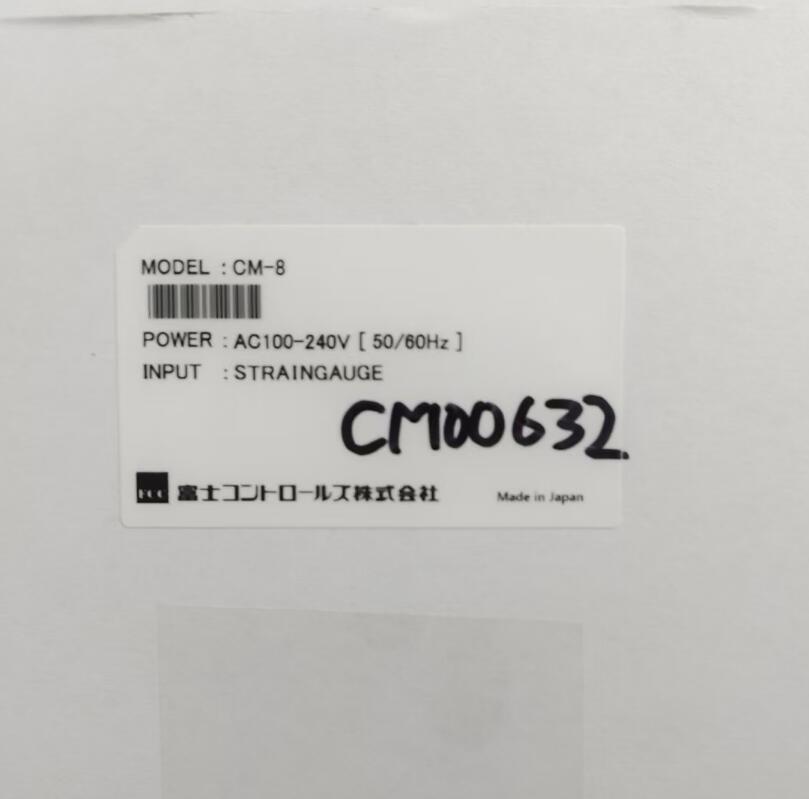 MODEL : CM-8
POWER : AC100-240V [ 50/60Hz ]
INPUT : STRAINGAUGE
CM00632
FCC 富士コントロールズ株式会社 Made in Japan